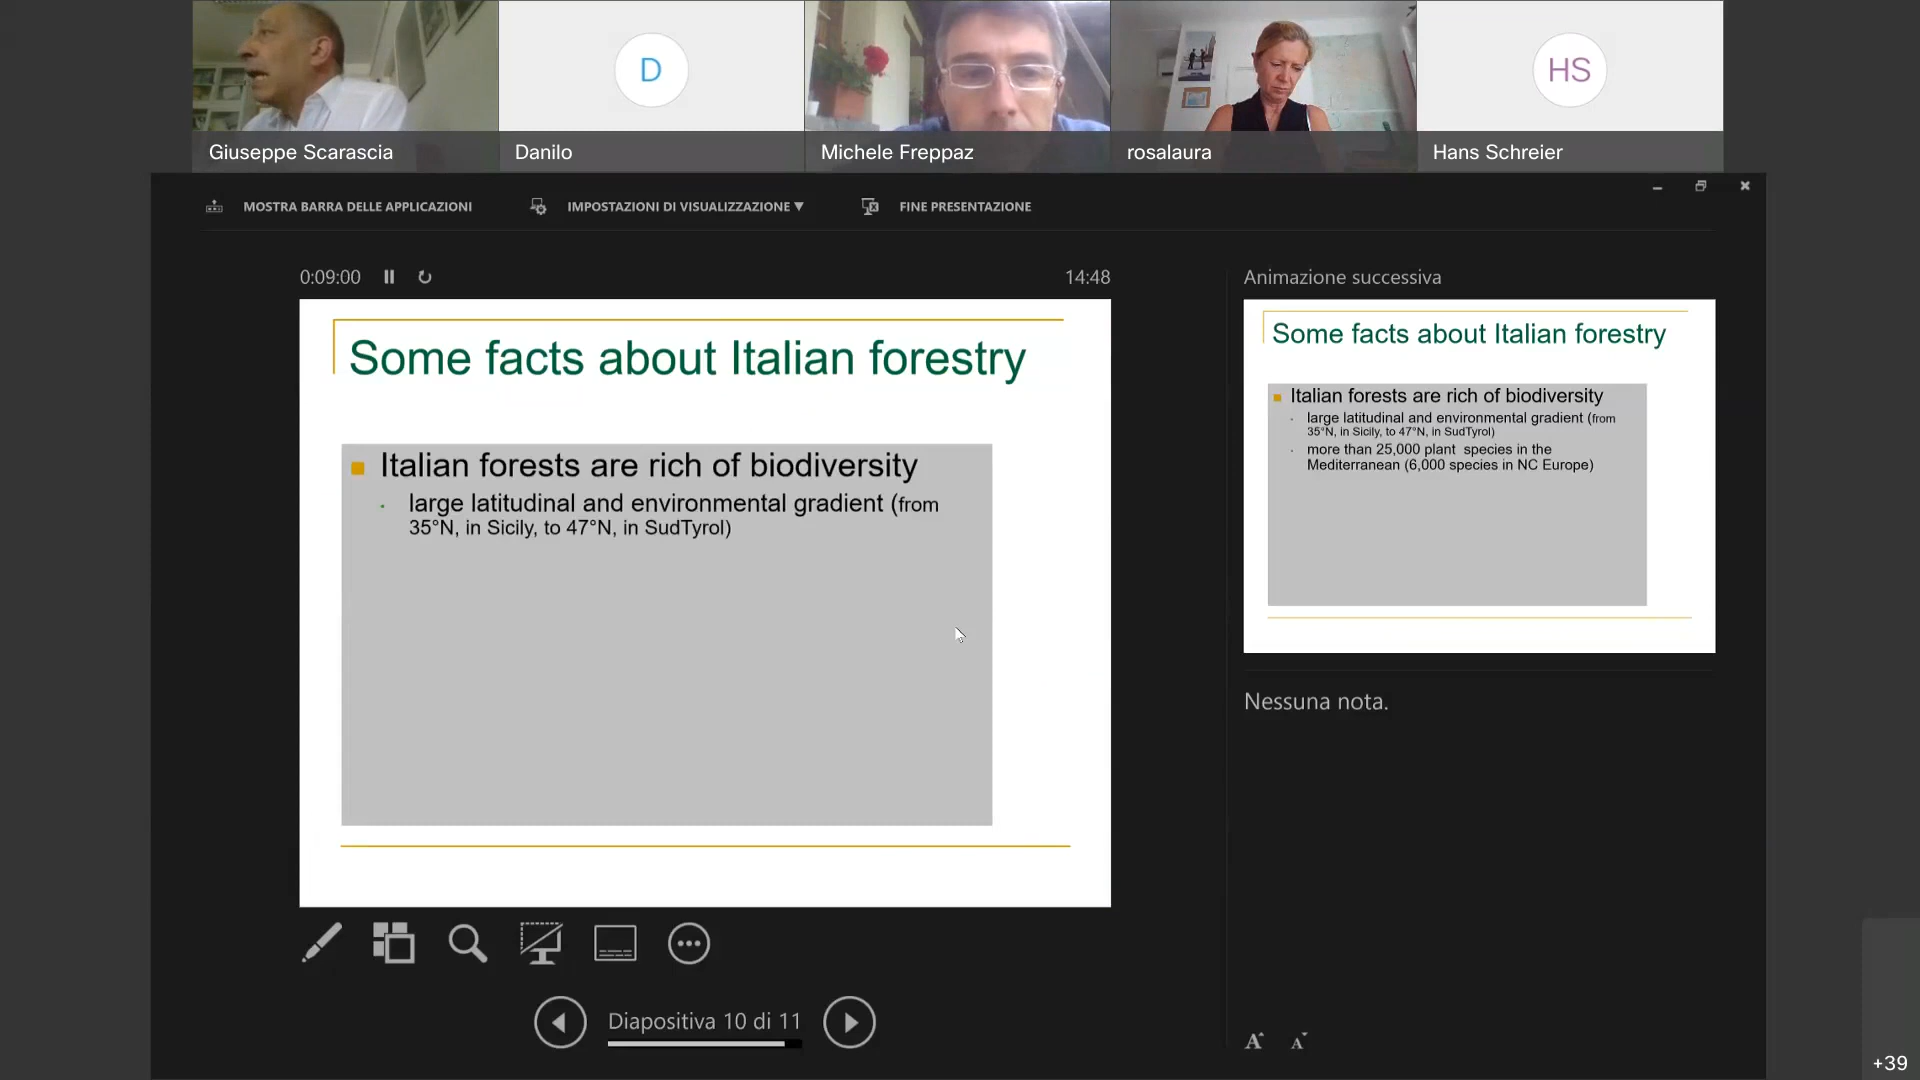 D
HS
Giuseppe Scarascia
Danilo
Michele Freppaz
rosalaura
Hans Schreier
MOSTRA BARRA DELLE APPLICAZIONI
IMPOSTAZIONI DI VISUALIZZAZIONE ▼
FINE PRESENTAZIONE
0:09:00
14:48
Some facts about Italian forestry
Italian forests are rich of biodiversity
large latitudinal and environmental gradient (from
35°N, in Sicily, to 47°N, in SudTyrol)
Animazione successiva
Some facts about Italian forestry
Italian forests are rich of biodiversity
large latitudinal and environmental gradient (from
35°N, in Sicily, to 47°N, in SudTyrol)
more than 25,000 plant species in the
Mediterranean (6,000 species in NC Europe)
Nessuna nota.
Diapositiva 10 di 11
A A
+39